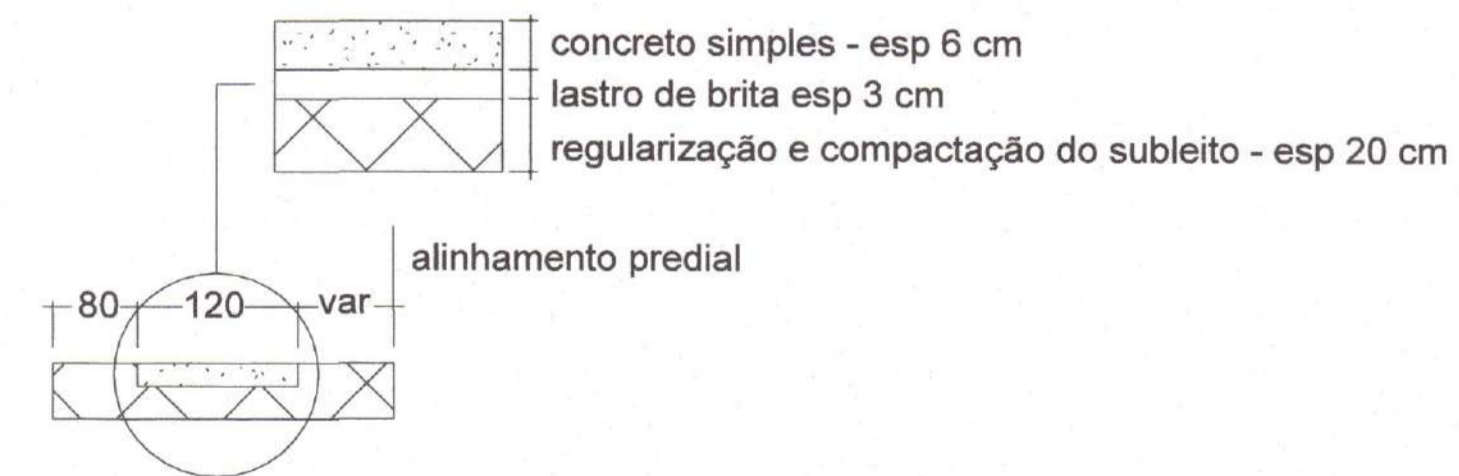 concreto simples - esp 6 cm
lastro de brita esp 3 cm
regularização e compactação do subleito - esp 20 cm
alinhamento predial
80 120 var